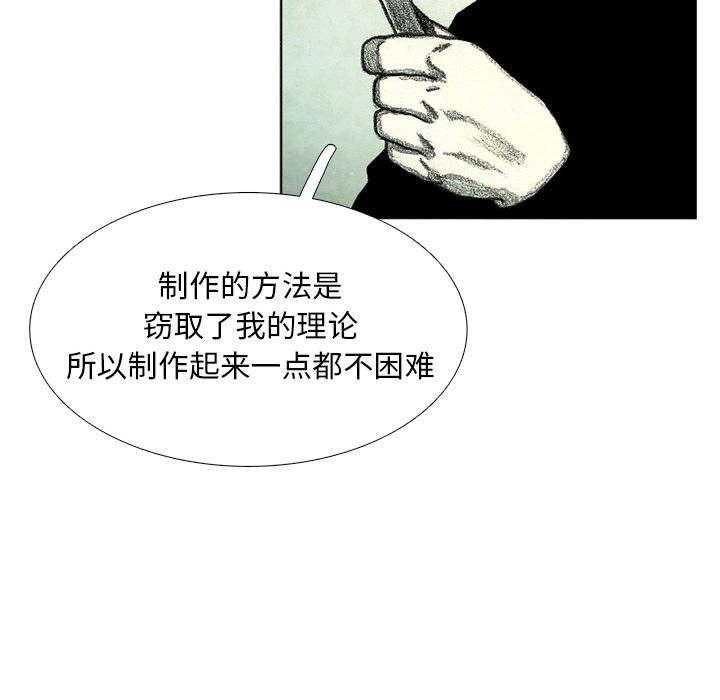 制作的方法是
窃取了我的理论
所以制作起来一点都不困难